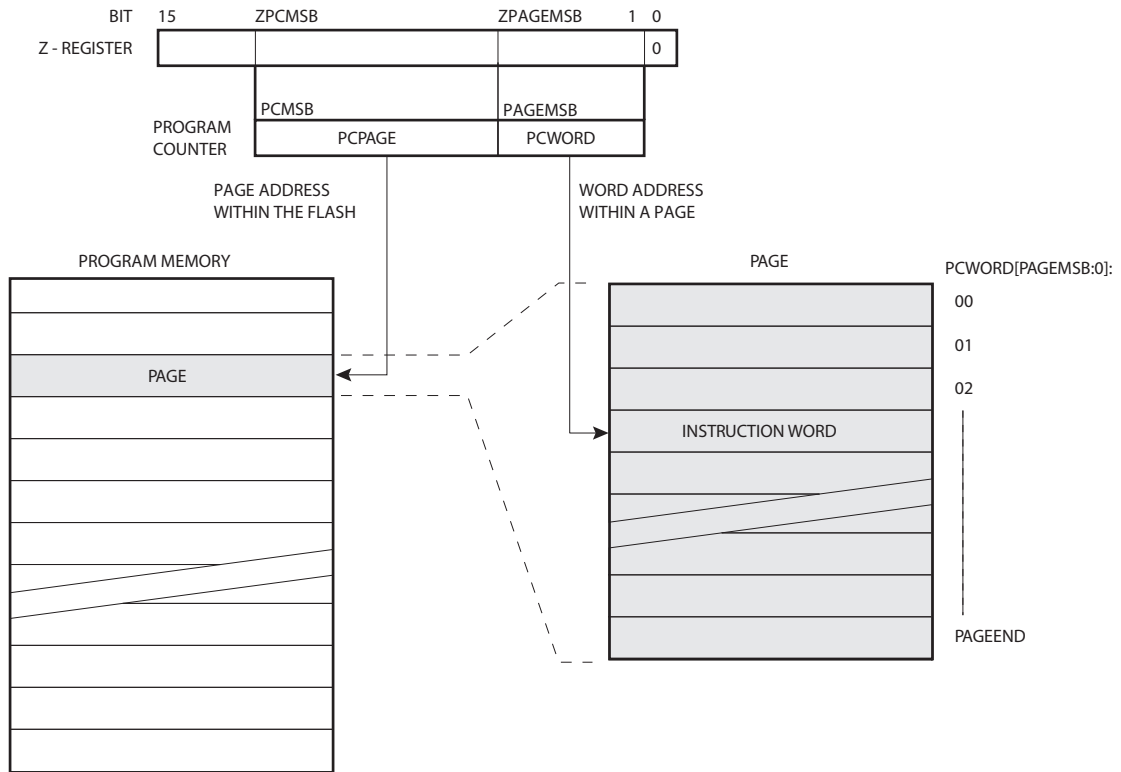 BIT 15 ZPCMSB ZPAGEMSB 1 0
Z - REGISTER 0
PCMSB PAGEMSB
PROGRAM
COUNTER
PCPAGE PCWORD
PAGE ADDRESS
WITHIN THE FLASH
WORD ADDRESS
WITHIN A PAGE
PROGRAM MEMORY
PAGE
PAGE
PCWORD[PAGEMSB:0]:
00
01
02
INSTRUCTION WORD
PAGEEND